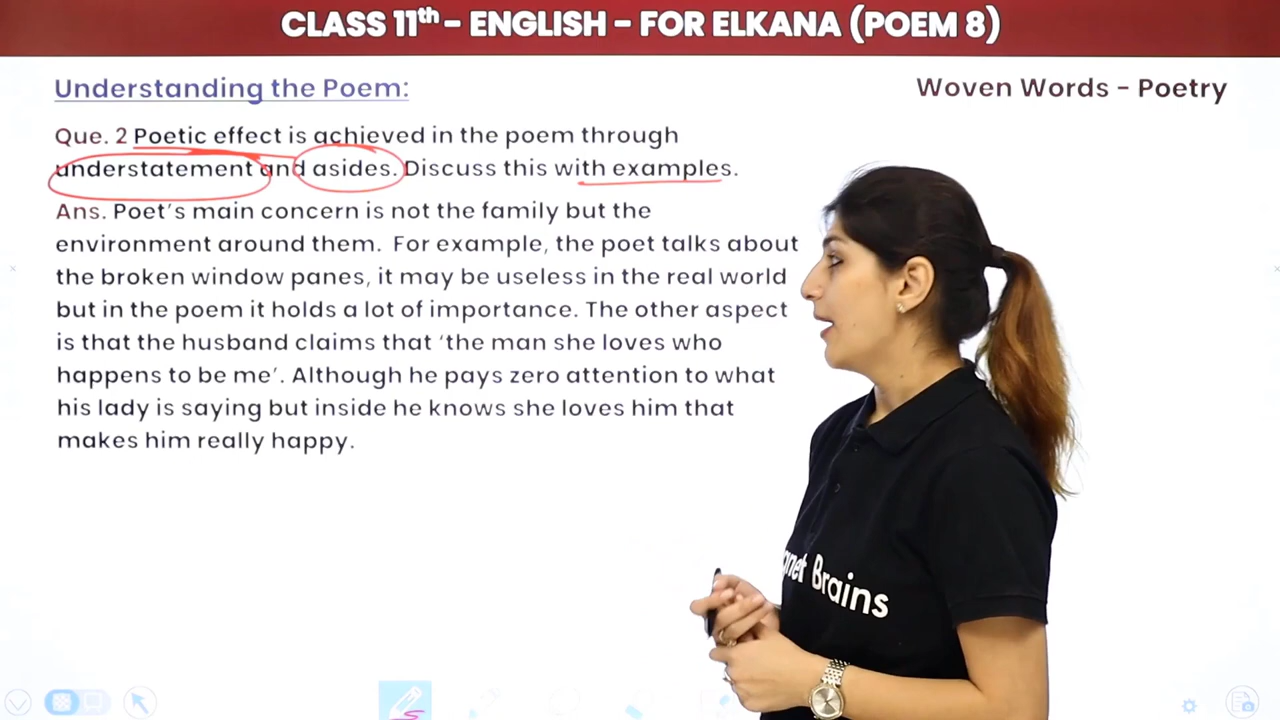 CLASS 11th - ENGLISH - FOR ELKANA (POEM 8)
Understanding the Poem:
Woven Words - Poetry
Que. 2 Poetic effect is achieved in the poem through
understatement and asides. Discuss this with examples.
Ans. Poet's main concern is not the family but the
environment around them. For example, the poet talks about
the broken window panes, it may be useless in the real world
but in the poem it holds a lot of importance. The other aspect
is that the husband claims that 'the man she loves who
happens to be me'. Although he pays zero attention to what
his lady is saying but inside he knows she loves him that
makes him really happy.
Brains